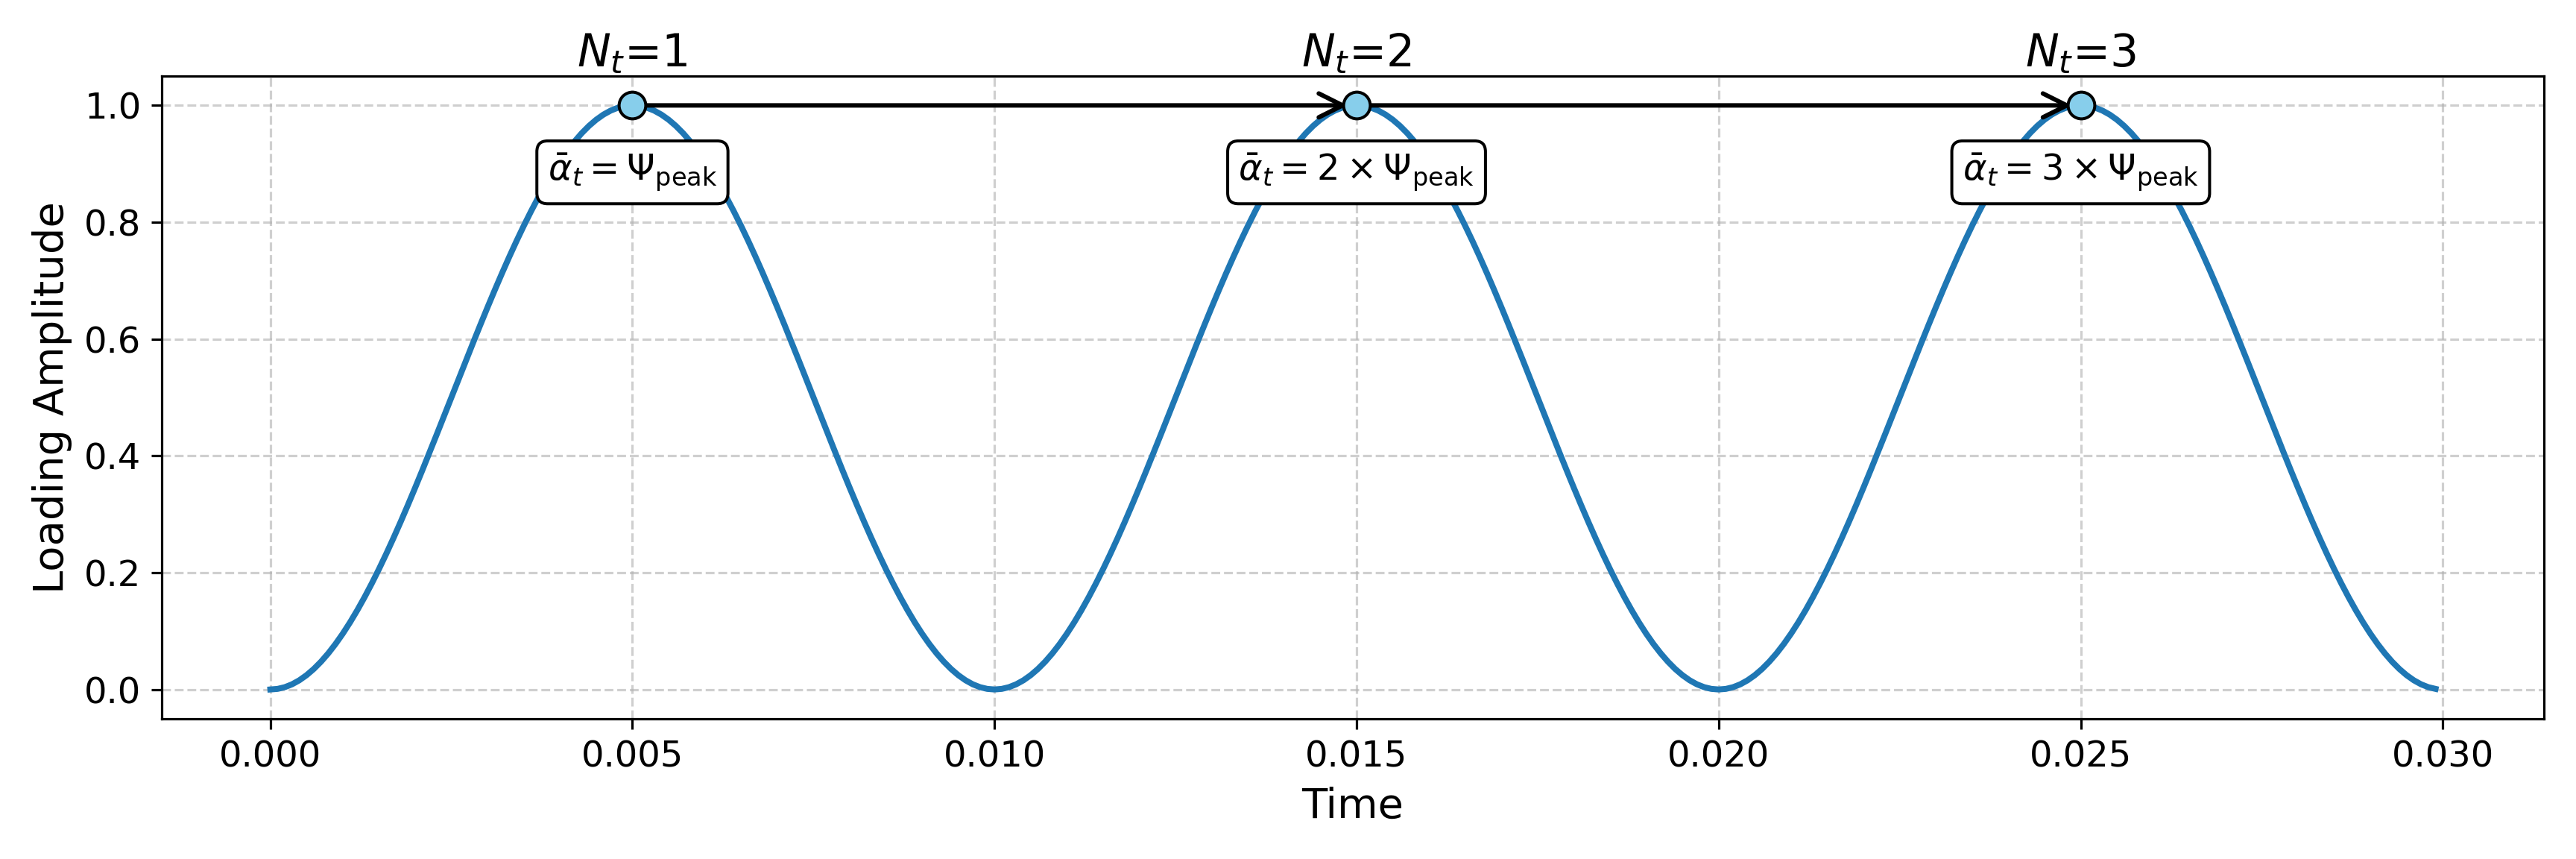 N_t=1 N_t=2 N_t=3
1.0
ᾱ_t = Ψ_peak ᾱ_t = 2 × Ψ_peak ᾱ_t = 3 × Ψ_peak
0.8
0.6
0.4
0.2
0.0
Loading Amplitude
0.000 0.005 0.010 0.015 0.020 0.025 0.030
Time